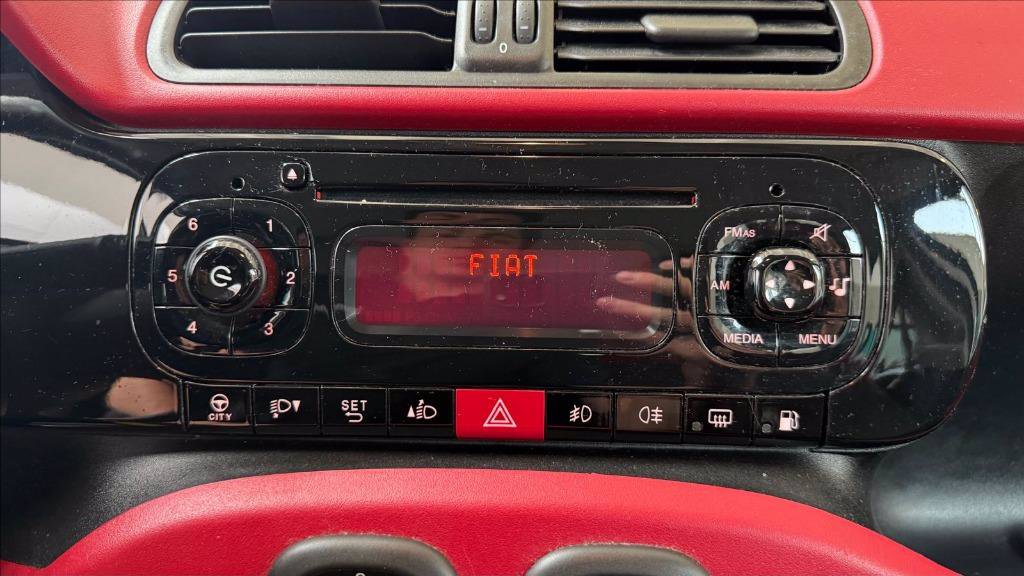 0
6 1
5 2
4 3
FIAT
FMAS
AM
MEDIA MENU
CITY
SET